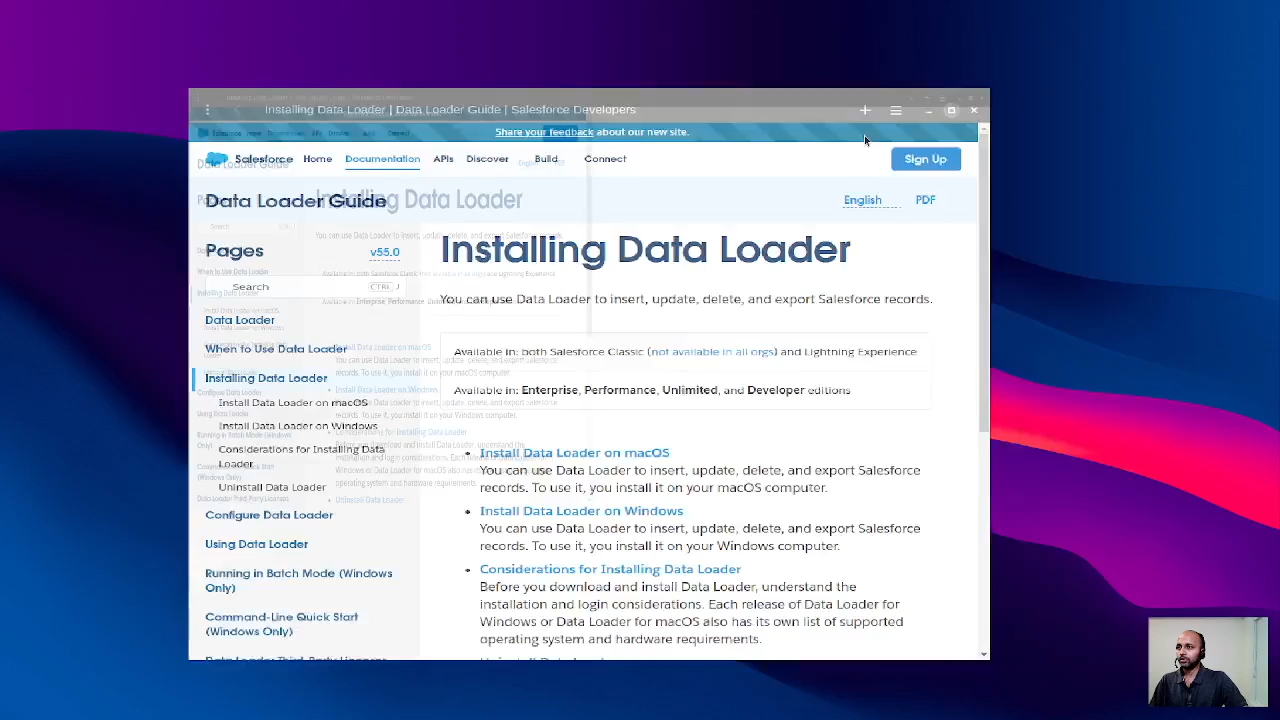 Installing Data Loader | Data Loader Guide | Salesforce Developers
Share your feedback about our new site.
Salesforce Home Documentation APIs Discover Build Connect Sign Up
Data Loader Guide
English PDF
Pages
v55.0
Search CTRL J
Data Loader
When to Use Data Loader
Installing Data Loader
Install Data Loader on macOS
Install Data Loader on Windows
Considerations for Installing Data
Loader
Uninstall Data Loader
Configure Data Loader
Using Data Loader
Running in Batch Mode (Windows
Only)
Command-Line Quick Start
(Windows Only)
Data Loader Third-Party Licenses
Installing Data Loader
You can use Data Loader to insert, update, delete, and export Salesforce records.
Available in: both Salesforce Classic (not available in all orgs) and Lightning Experience
Available in: Enterprise, Performance, Unlimited, and Developer editions
Install Data Loader on macOS
You can use Data Loader to insert, update, delete, and export Salesforce
records. To use it, you install it on your macOS computer.
Install Data Loader on Windows
You can use Data Loader to insert, update, delete, and export Salesforce
records. To use it, you install it on your Windows computer.
Considerations for Installing Data Loader
Before you download and install Data Loader, understand the
installation and login considerations. Each release of Data Loader for
Windows or Data Loader for macOS also has its own list of supported
operating system and hardware requirements.